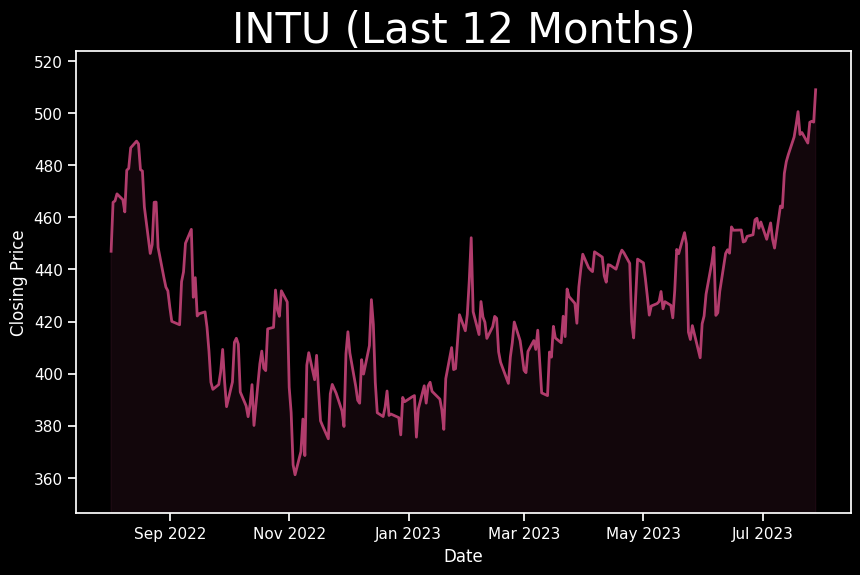 INTU (Last 12 Months)
520
500
480
460
440
420
400
380
360
Closing Price
Sep 2022 Nov 2022 Jan 2023 Mar 2023 May 2023 Jul 2023
Date